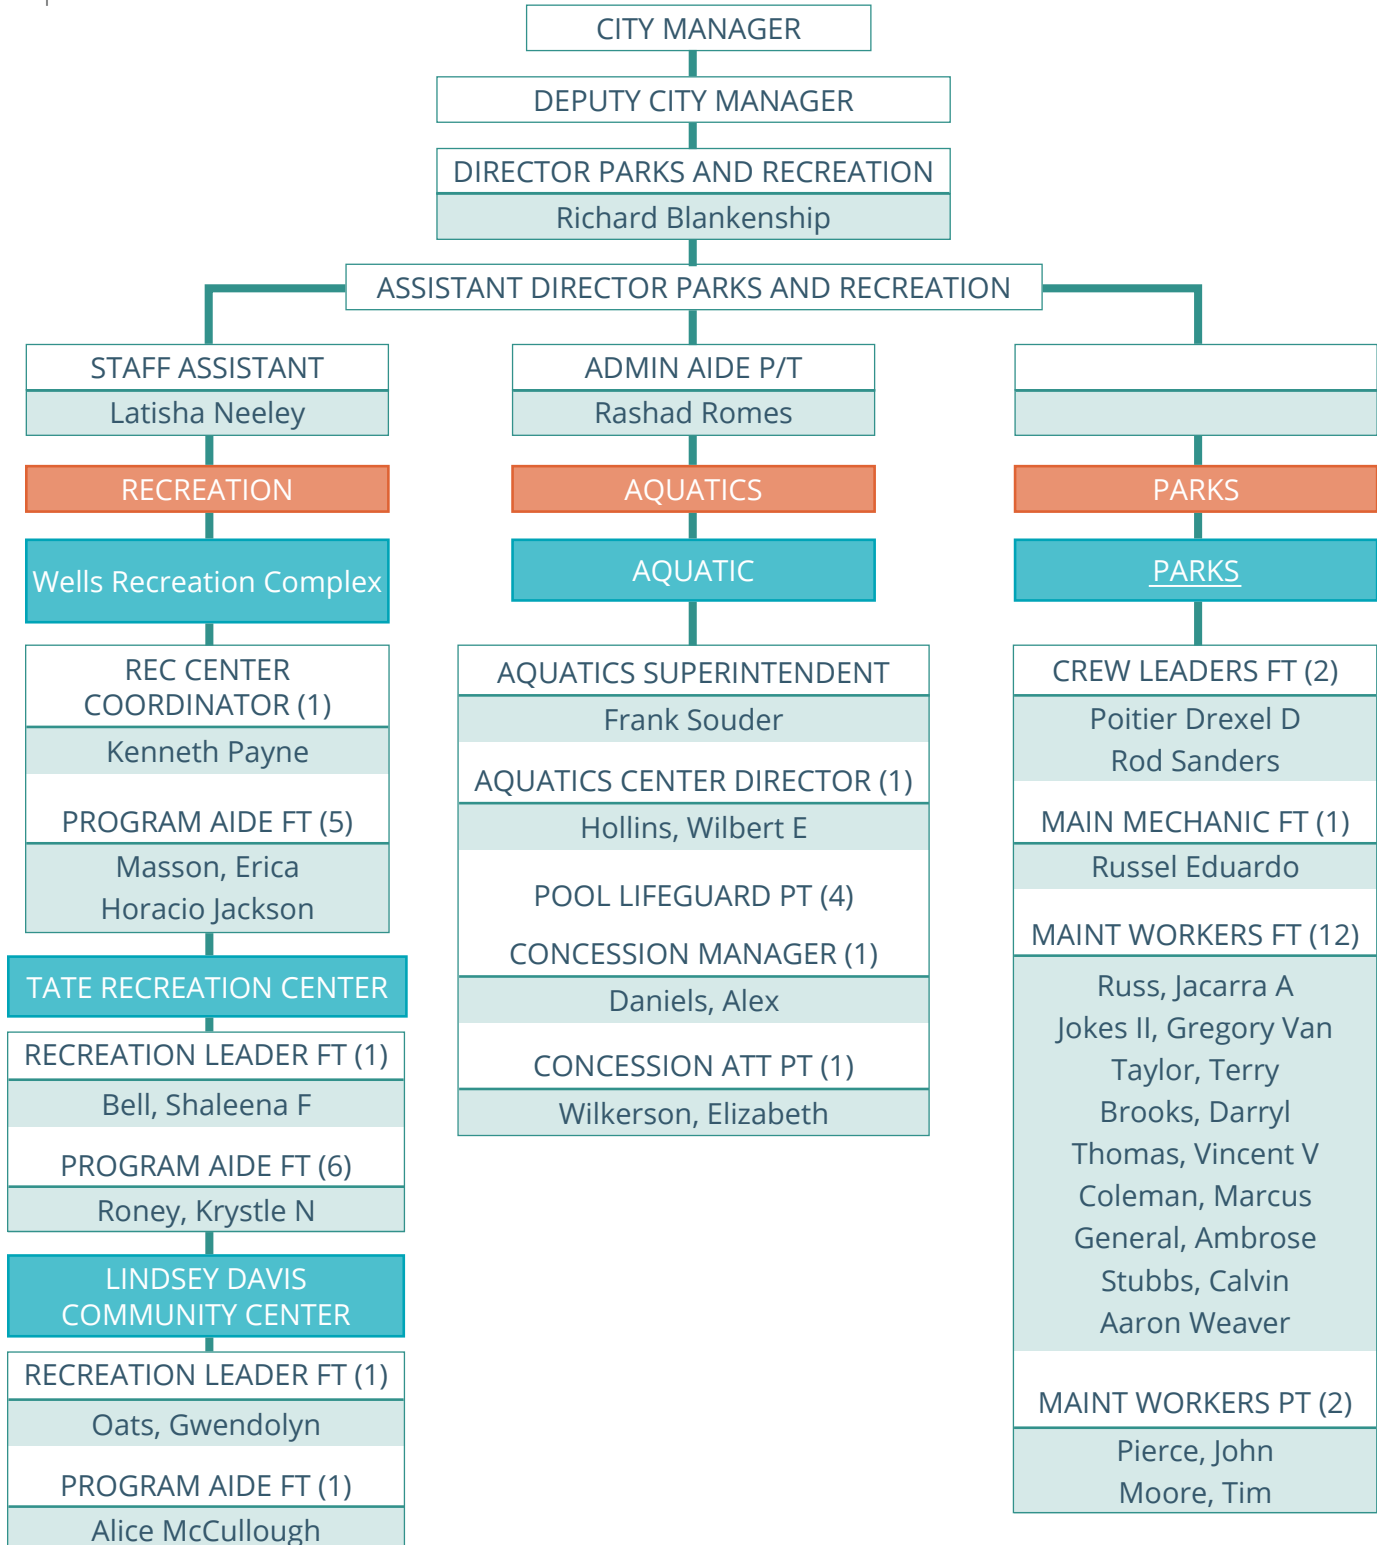 CITY MANAGER
DEPUTY CITY MANAGER
DIRECTOR PARKS AND RECREATION
Richard Blankenship
ASSISTANT DIRECTOR PARKS AND RECREATION
STAFF ASSISTANT
Latisha Neeley
RECREATION
Wells Recreation Complex
REC CENTER
COORDINATOR (1)
Kenneth Payne
PROGRAM AIDE FT (5)
Masson, Erica
Horacio Jackson
TATE RECREATION CENTER
RECREATION LEADER FT (1)
Bell, Shaleena F
PROGRAM AIDE FT (6)
Roney, Krystle N
LINDSEY DAVIS
COMMUNITY CENTER
RECREATION LEADER FT (1)
Oats, Gwendolyn
PROGRAM AIDE FT (1)
Alice McCullough
ADMIN AIDE P/T
Rashad Romes
AQUATICS
AQUATIC
AQUATICS SUPERINTENDENT
Frank Souder
AQUATICS CENTER DIRECTOR (1)
Hollins, Wilbert E
POOL LIFEGUARD PT (4)
CONCESSION MANAGER (1)
Daniels, Alex
CONCESSION ATT PT (1)
Wilkerson, Elizabeth
PARKS
PARKS
CREW LEADERS FT (2)
Poitier Drexel D
Rod Sanders
MAIN MECHANIC FT (1)
Russel Eduardo
MAINT WORKERS FT (12)
Russ, Jacarra A
Jokes II, Gregory Van
Taylor, Terry
Brooks, Darryl
Thomas, Vincent V
Coleman, Marcus
General, Ambrose
Stubbs, Calvin
Aaron Weaver
MAINT WORKERS PT (2)
Pierce, John
Moore, Tim